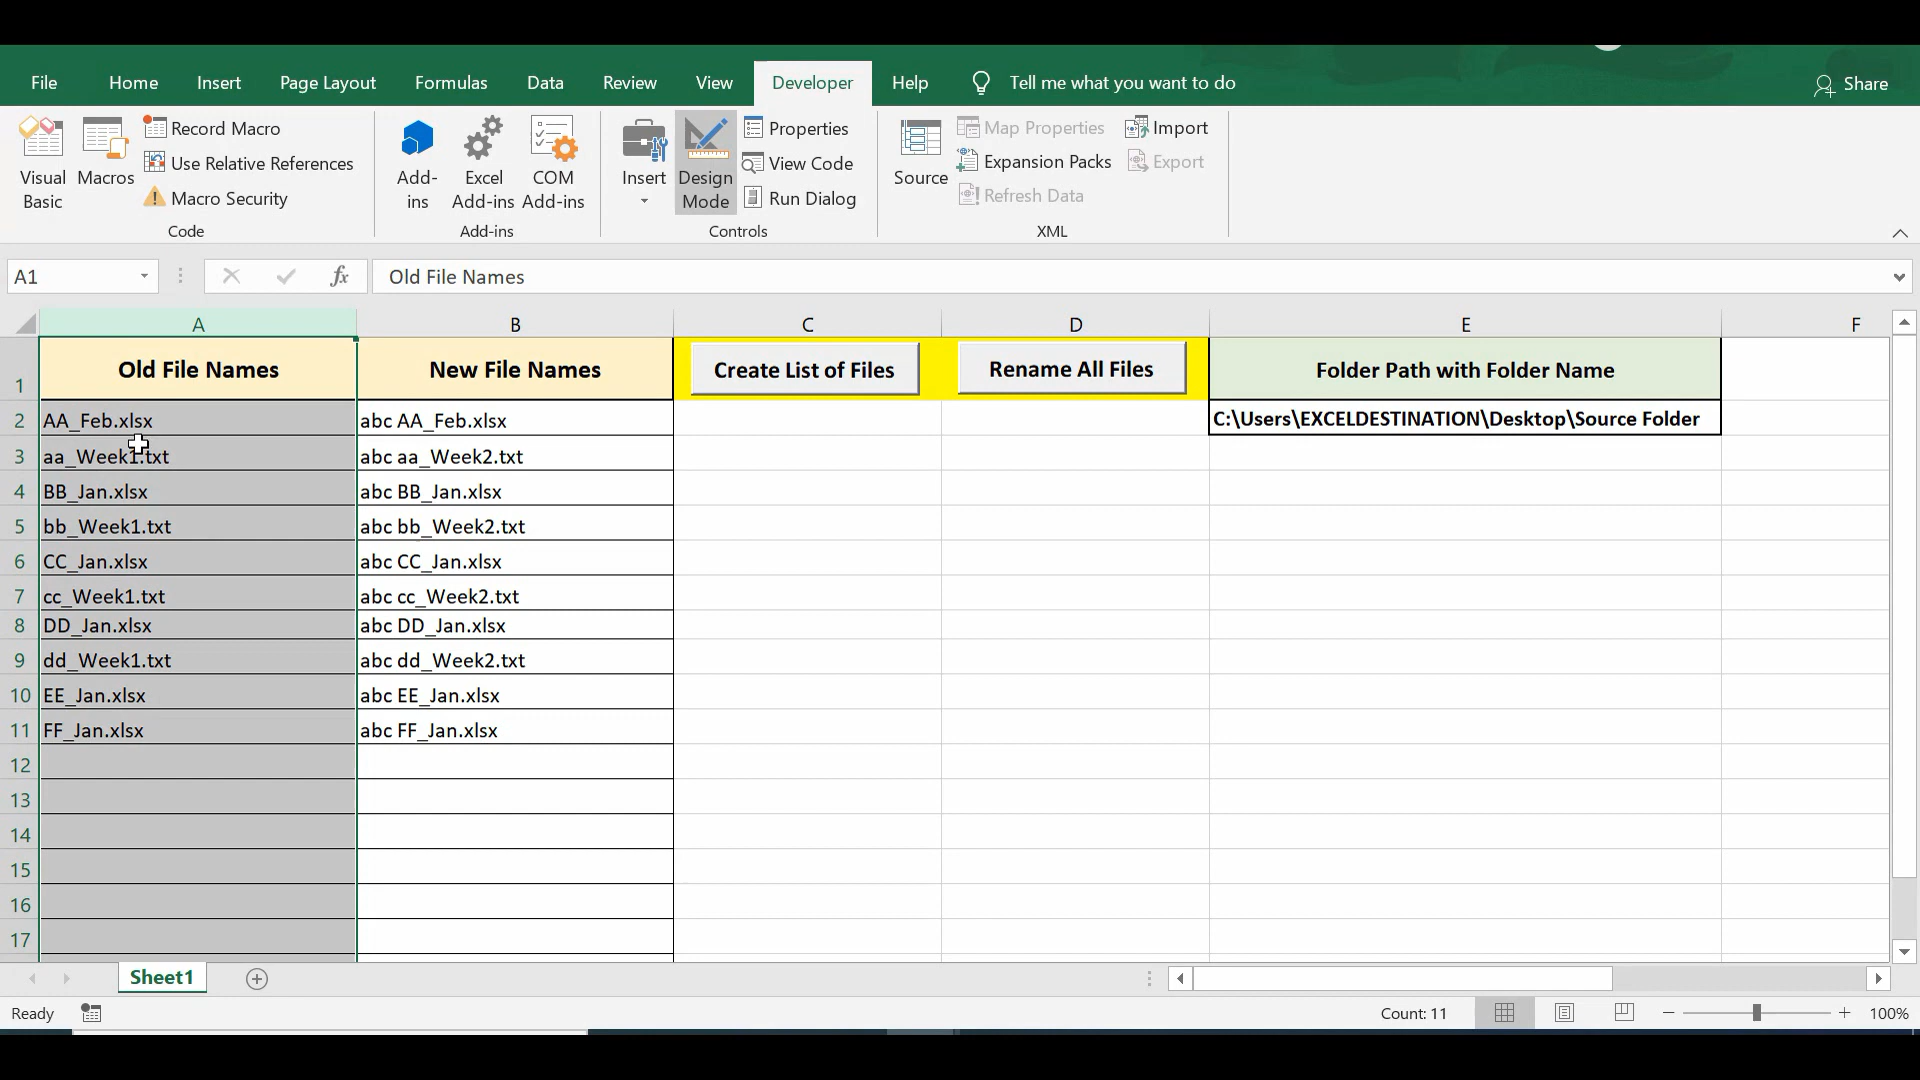 File Home Insert Page Layout Formulas Data Review View Developer Help Tell me what you want to do Share
Visual Basic
Macros
Record Macro
Use Relative References
Macro Security
Code
Add-ins
Excel Add-ins
COM Add-ins
Add-ins
Insert
Design Mode
Properties
View Code
Run Dialog
Controls
Source
Map Properties
Expansion Packs
Refresh Data
Import
Export
XML
A1 fx Old File Names
A B C D E F
1 Old File Names New File Names Create List of Files Rename All Files Folder Path with Folder Name
2 AA_Feb.xlsx abc AA_Feb.xlsx C:\Users\EXCELDESTINATION\Desktop\Source Folder
3 aa_Week1.txt abc aa_Week2.txt
4 BB_Jan.xlsx abc BB_Jan.xlsx
5 bb_Week1.txt abc bb_Week2.txt
6 CC_Jan.xlsx abc CC_Jan.xlsx
7 cc_Week1.txt abc cc_Week2.txt
8 DD_Jan.xlsx abc DD_Jan.xlsx
9 dd_Week1.txt abc dd_Week2.txt
10 EE_Jan.xlsx abc EE_Jan.xlsx
11 FF_Jan.xlsx abc FF_Jan.xlsx
12
13
14
15
16
17
Sheet1
Ready Count: 11 100%